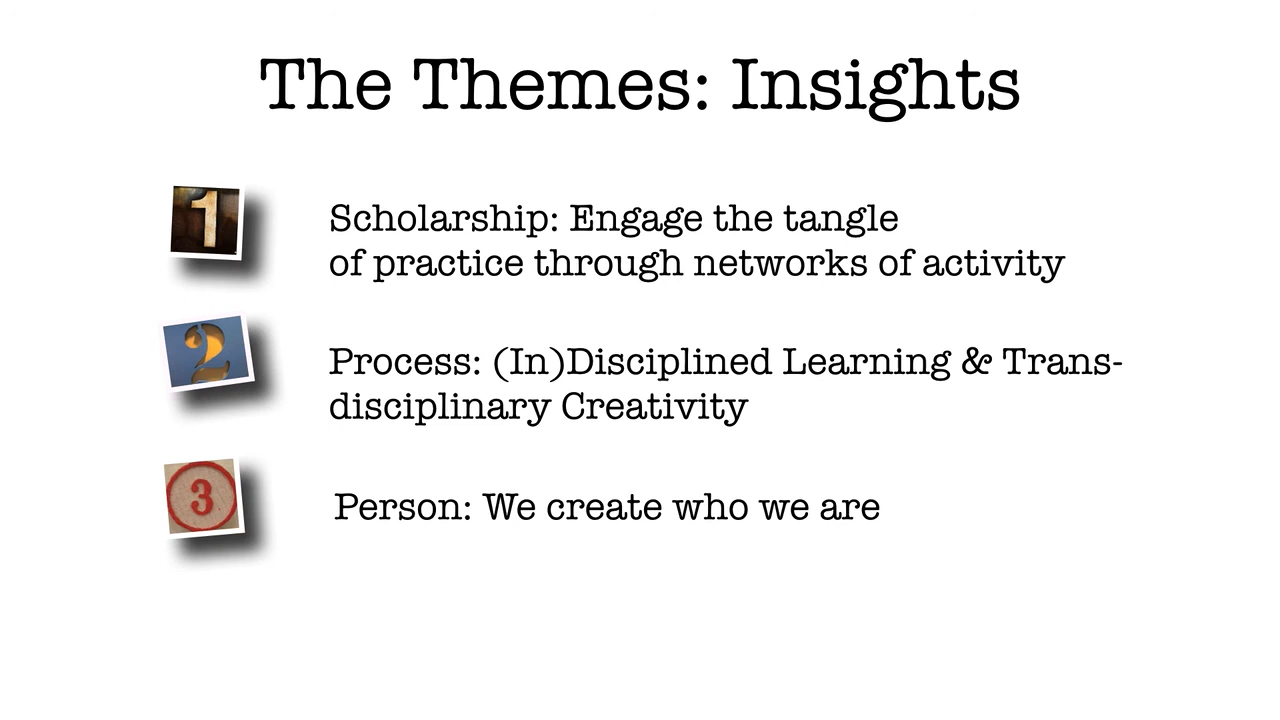 The Themes: Insights
1
Scholarship: Engage the tangle
of practice through networks of activity
2
Process: (In)Disciplined Learning & Trans-
disciplinary Creativity
3
Person: We create who we are